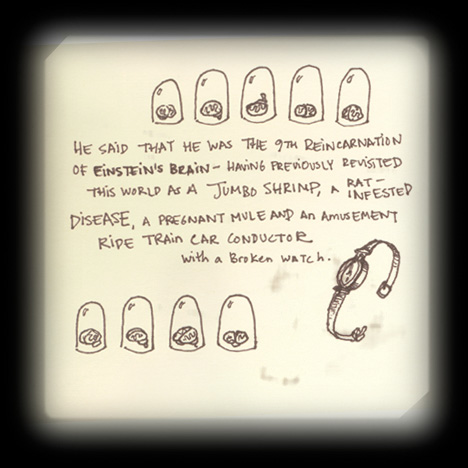 HE SAID THAT HE WAS THE 9TH REINCARNATION
OF EINSTEIN'S BRAIN - HAVING PREVIOUSLY REVISITED
THIS WORLD AS A JUMBO SHRIMP, A RAT-INFESTED
DISEASE, A PREGNANT MULE AND AN AMUSEMENT
RIDE TRAIN CAR CONDUCTOR
with a Broken watch.